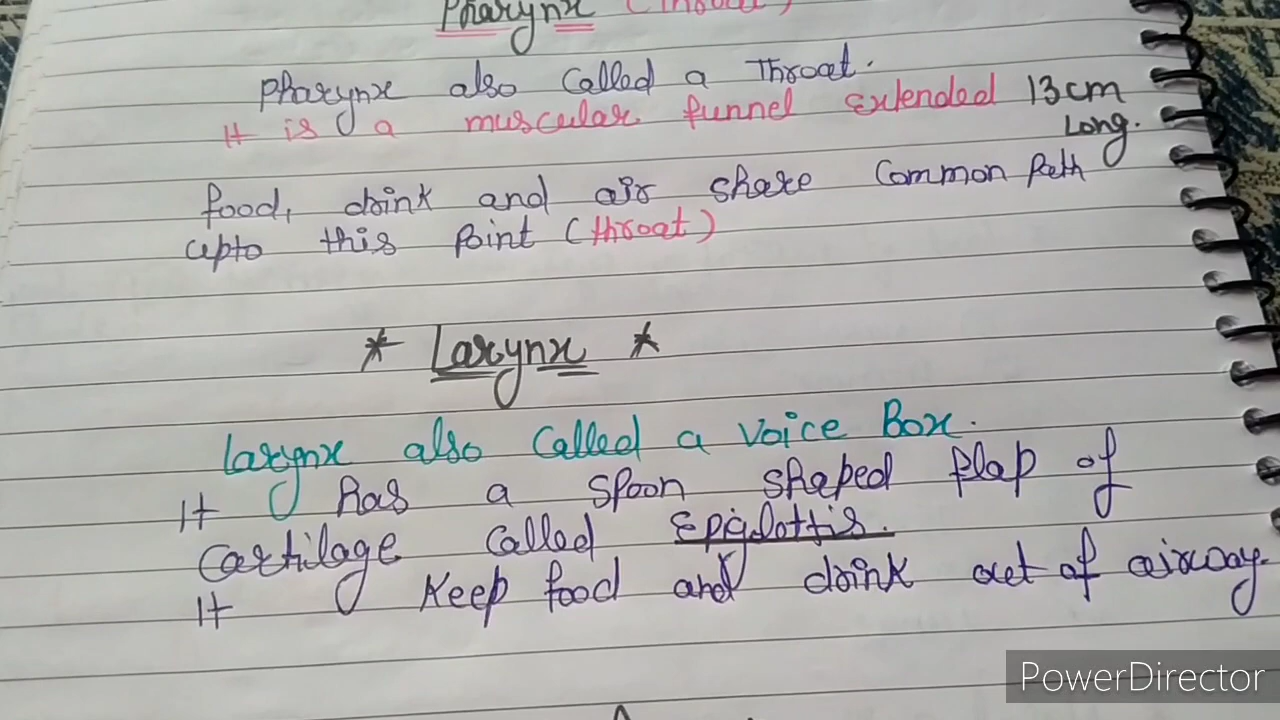 Pharynx (Throat)
Pharynx also called a Throat.
It is a muscular funnel extended 13cm
Long.
food, drink and air share Common Path
upto this Point (throat)
* Larynx *
Larynx also called a Voice Box.
It has a spoon shaped flap of
Cartilage called Epiglottis.
It Keep food and drink out of airway.
PowerDirector